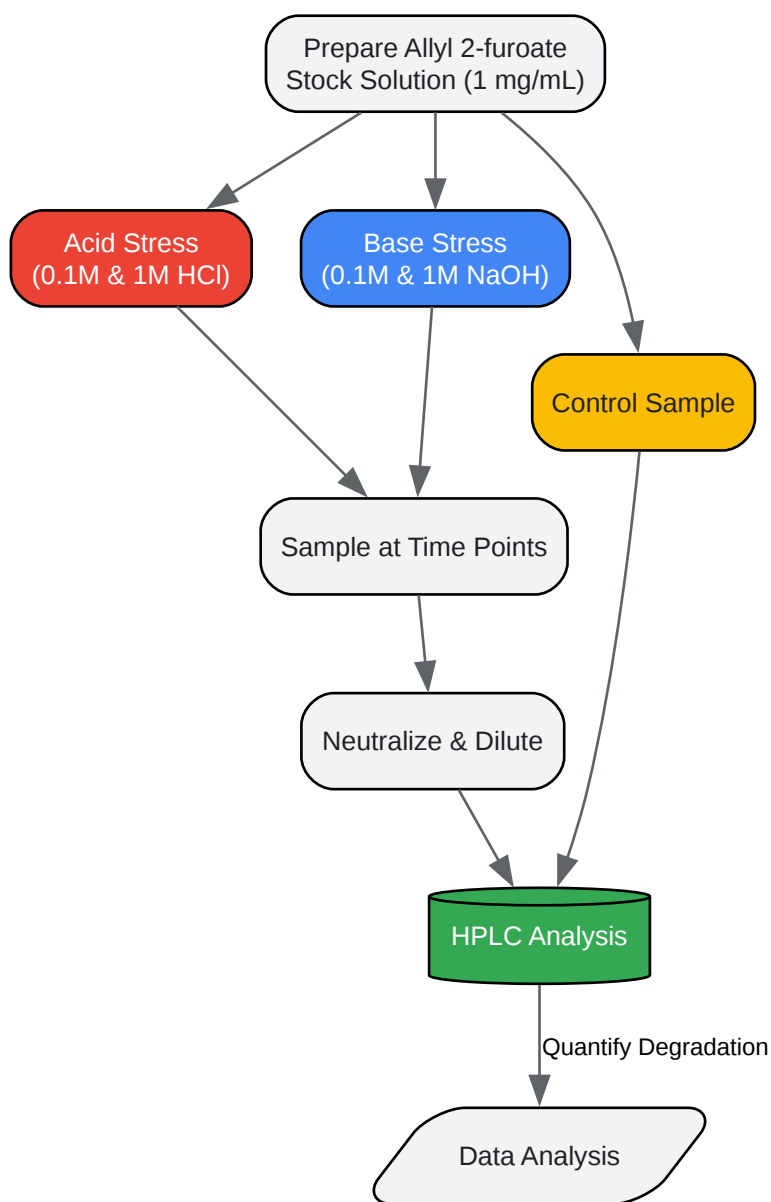 Prepare Allyl 2-furoate
Stock Solution (1 mg/mL)
Acid Stress
(0.1M & 1M HCl)
Base Stress
(0.1M & 1M NaOH)
Control Sample
Sample at Time Points
Neutralize & Dilute
HPLC Analysis
Quantify Degradation
Data Analysis